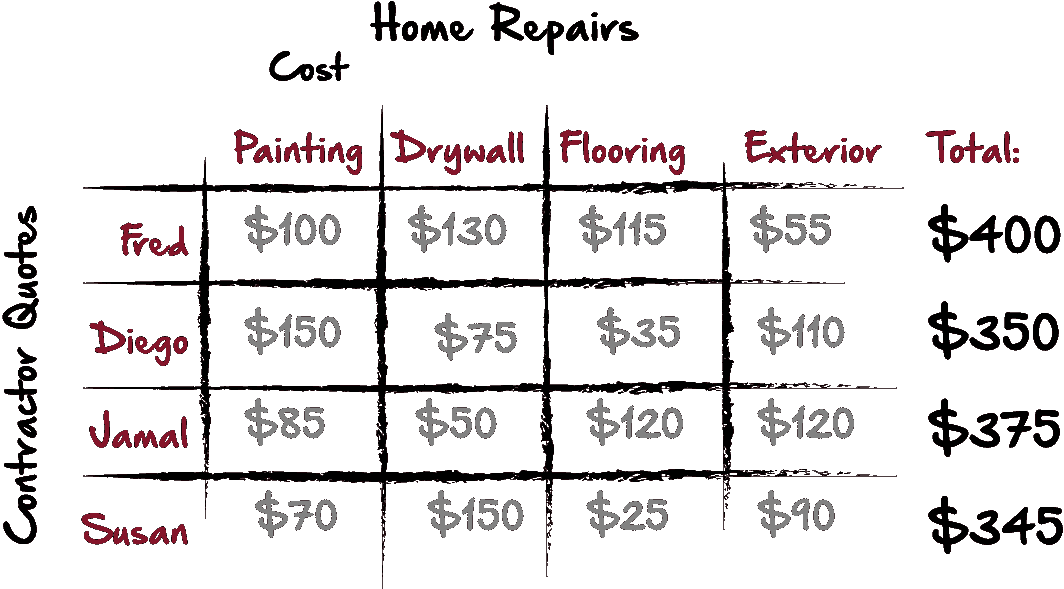 Home Repairs
Cost
Painting Drywall Flooring Exterior Total:
Contractor Quotes
Fred $100 $130 $115 $55 $400
Diego $150 $75 $35 $110 $350
Jamal $85 $50 $120 $120 $375
Susan $70 $150 $25 $90 $345